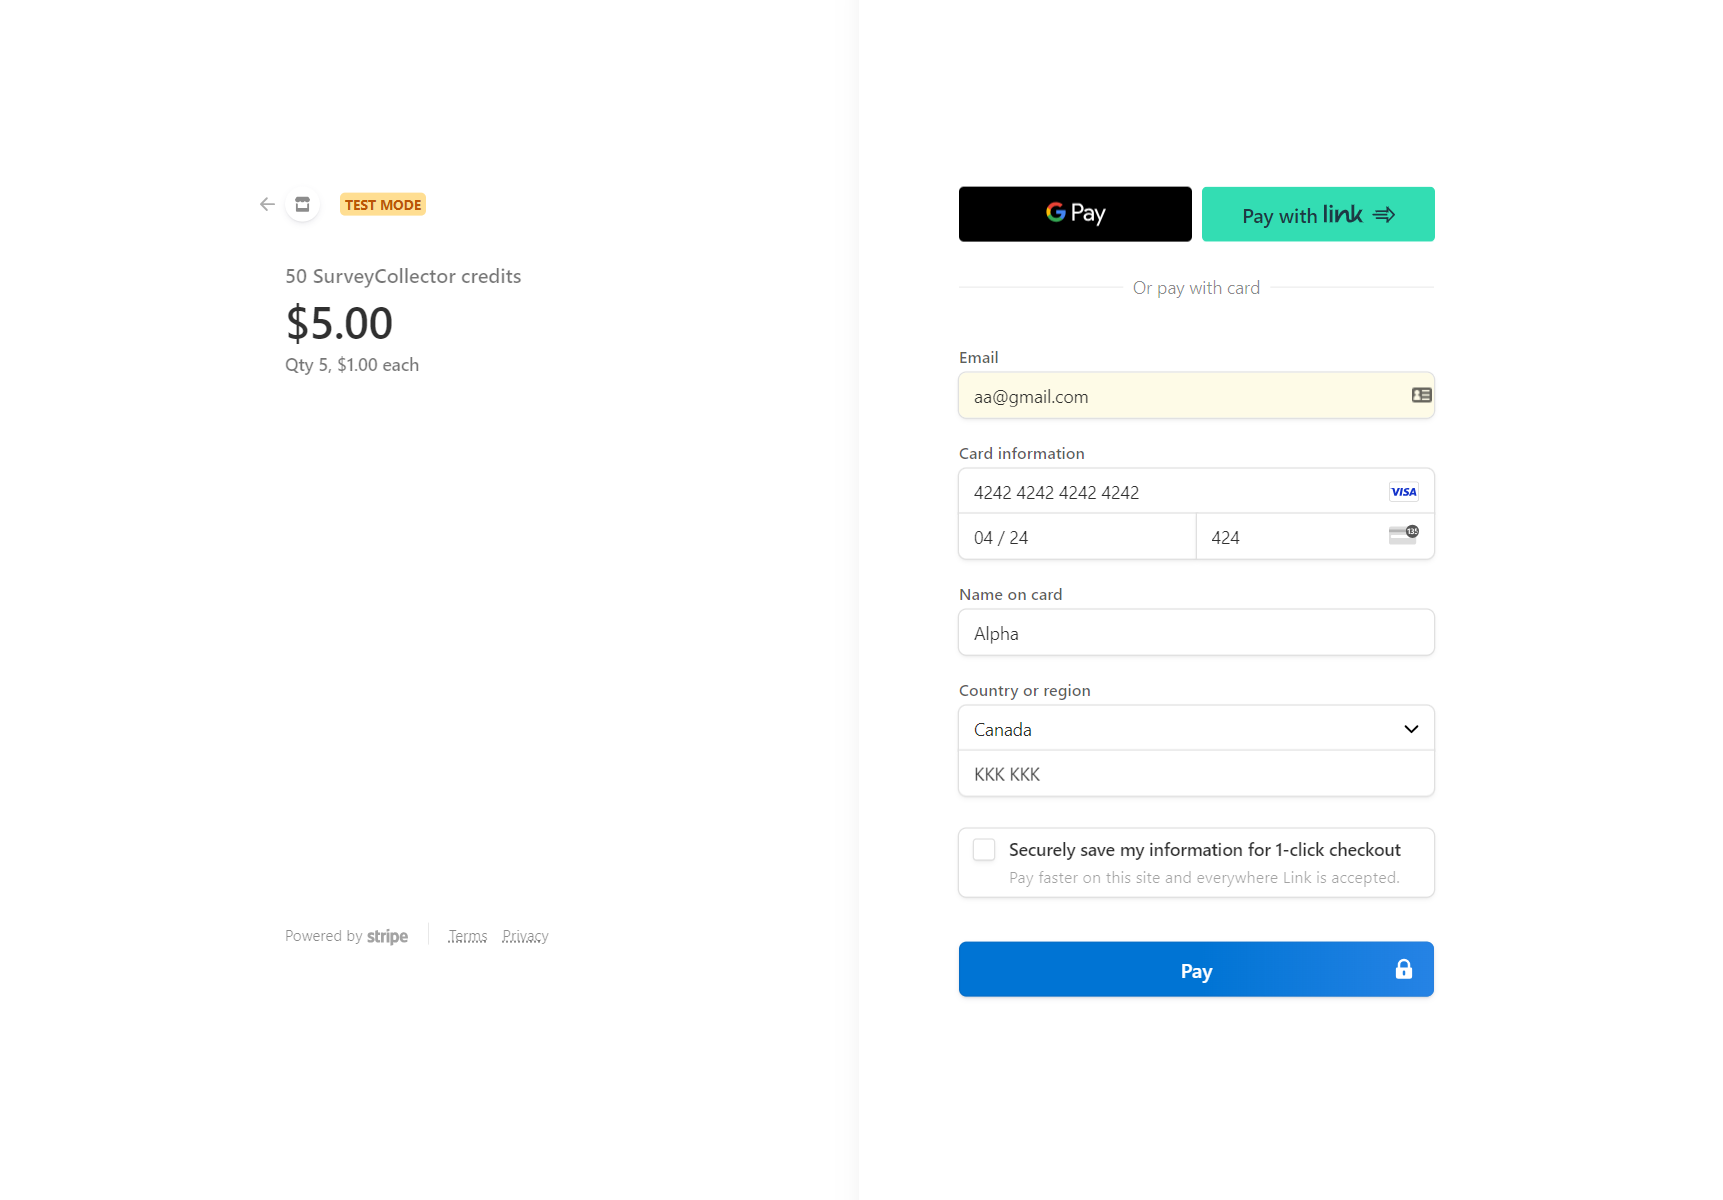 TEST MODE
50 SurveyCollector credits
$5.00
Qty 5, $1.00 each
Powered by stripe
Terms
Privacy
G Pay
Pay with link
Or pay with card
Email
aa@gmail.com
Card information
4242 4242 4242 4242
VISA
04 / 24
424
135
Name on card
Alpha
Country or region
Canada
KKK KKK
Securely save my information for 1-click checkout
Pay faster on this site and everywhere Link is accepted.
Pay